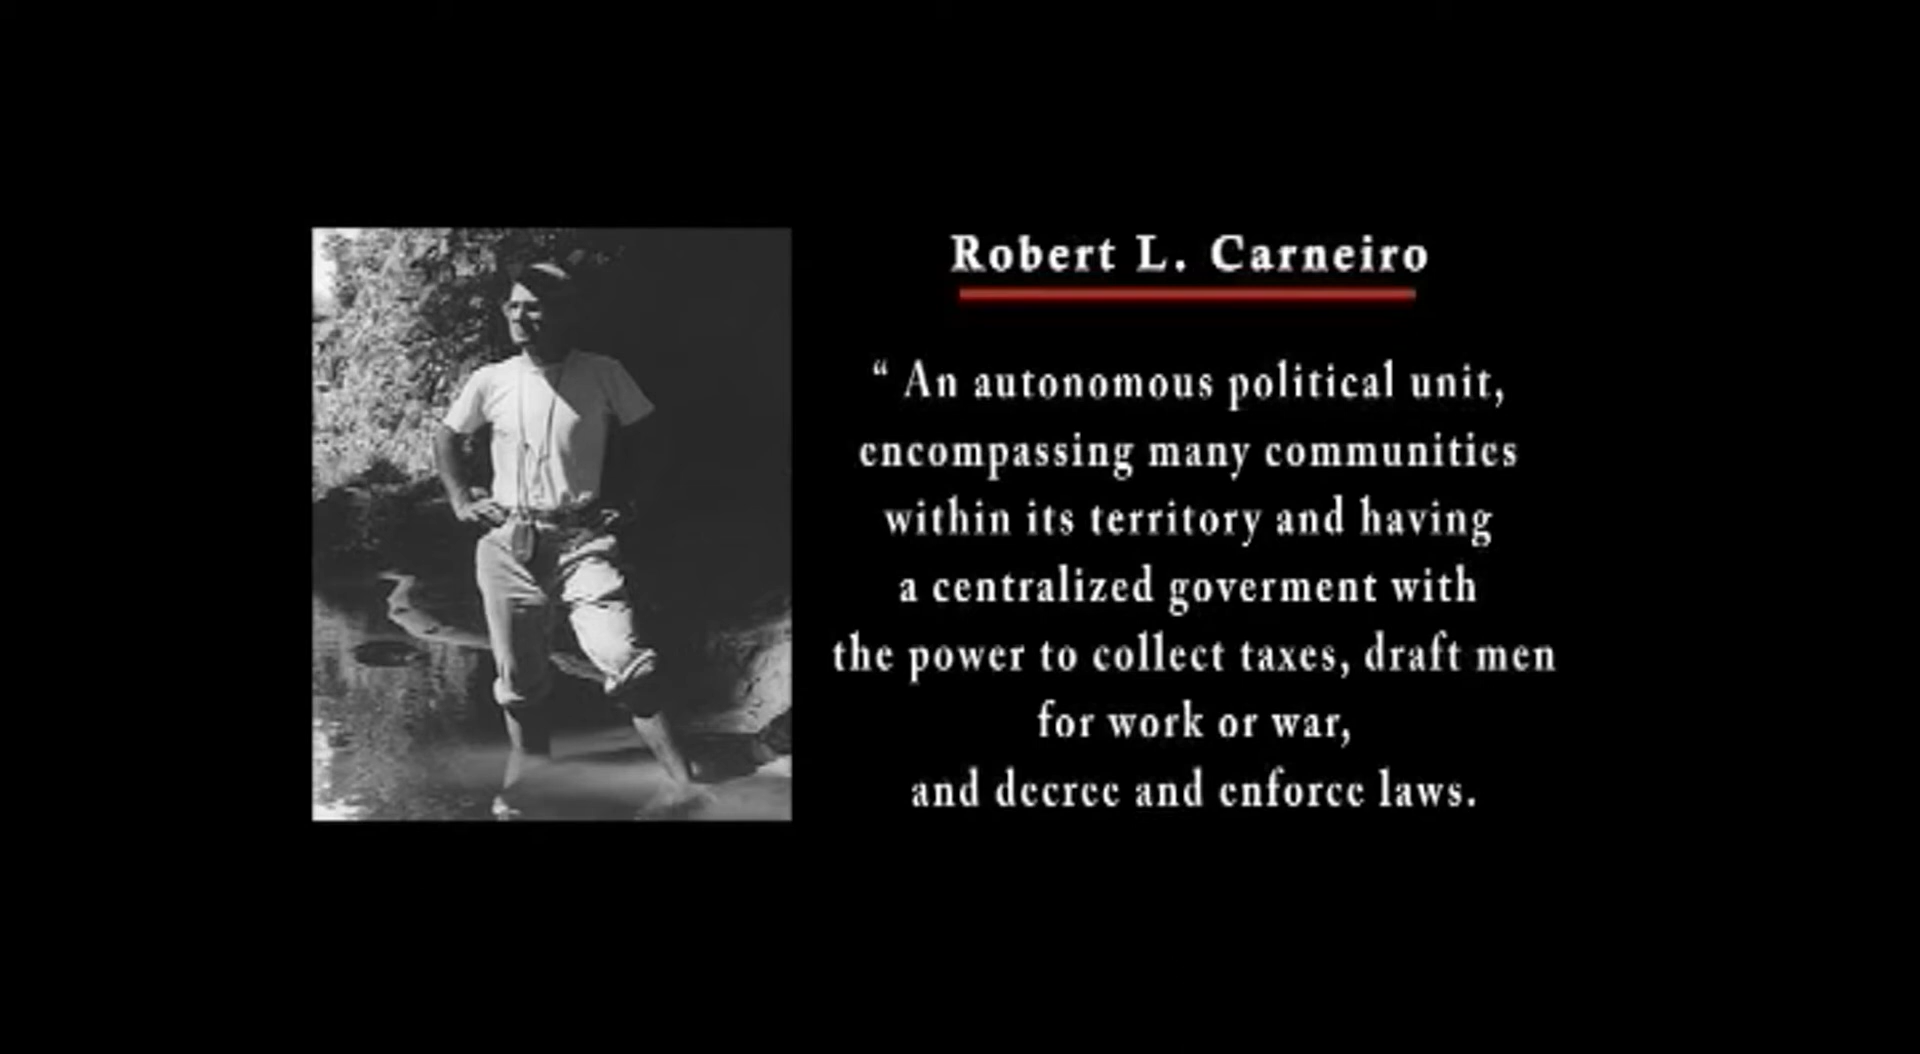 Robert L. Carneiro
“ An autonomous political unit,
encompassing many communities
within its territory and having
a centralized goverment with
the power to collect taxes, draft men
for work or war,
and decree and enforce laws.